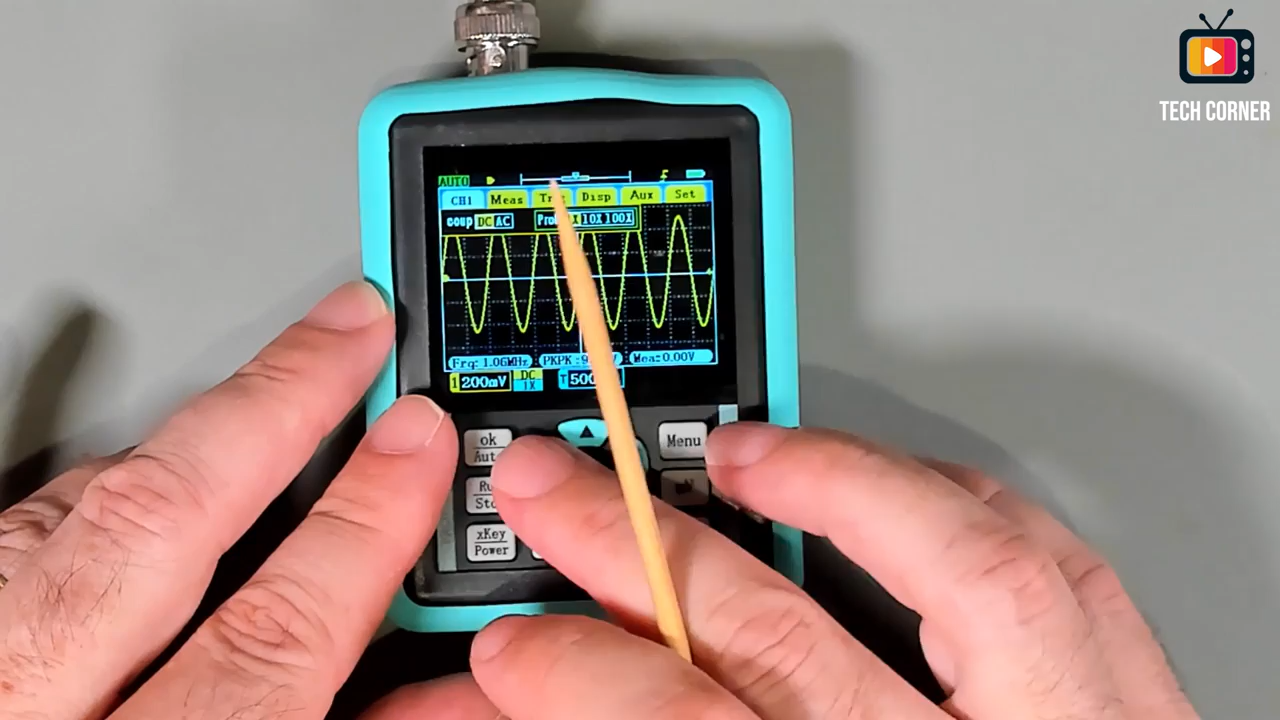 TECH CORNER
AUTO
CH1 Meas Disp Aux Set
coup DC AC 10X 100X
Frq: 1.06MHz PKPK Mea: 0.00V
1 200mV DC 1X T
ok
Menu
xKey
Power